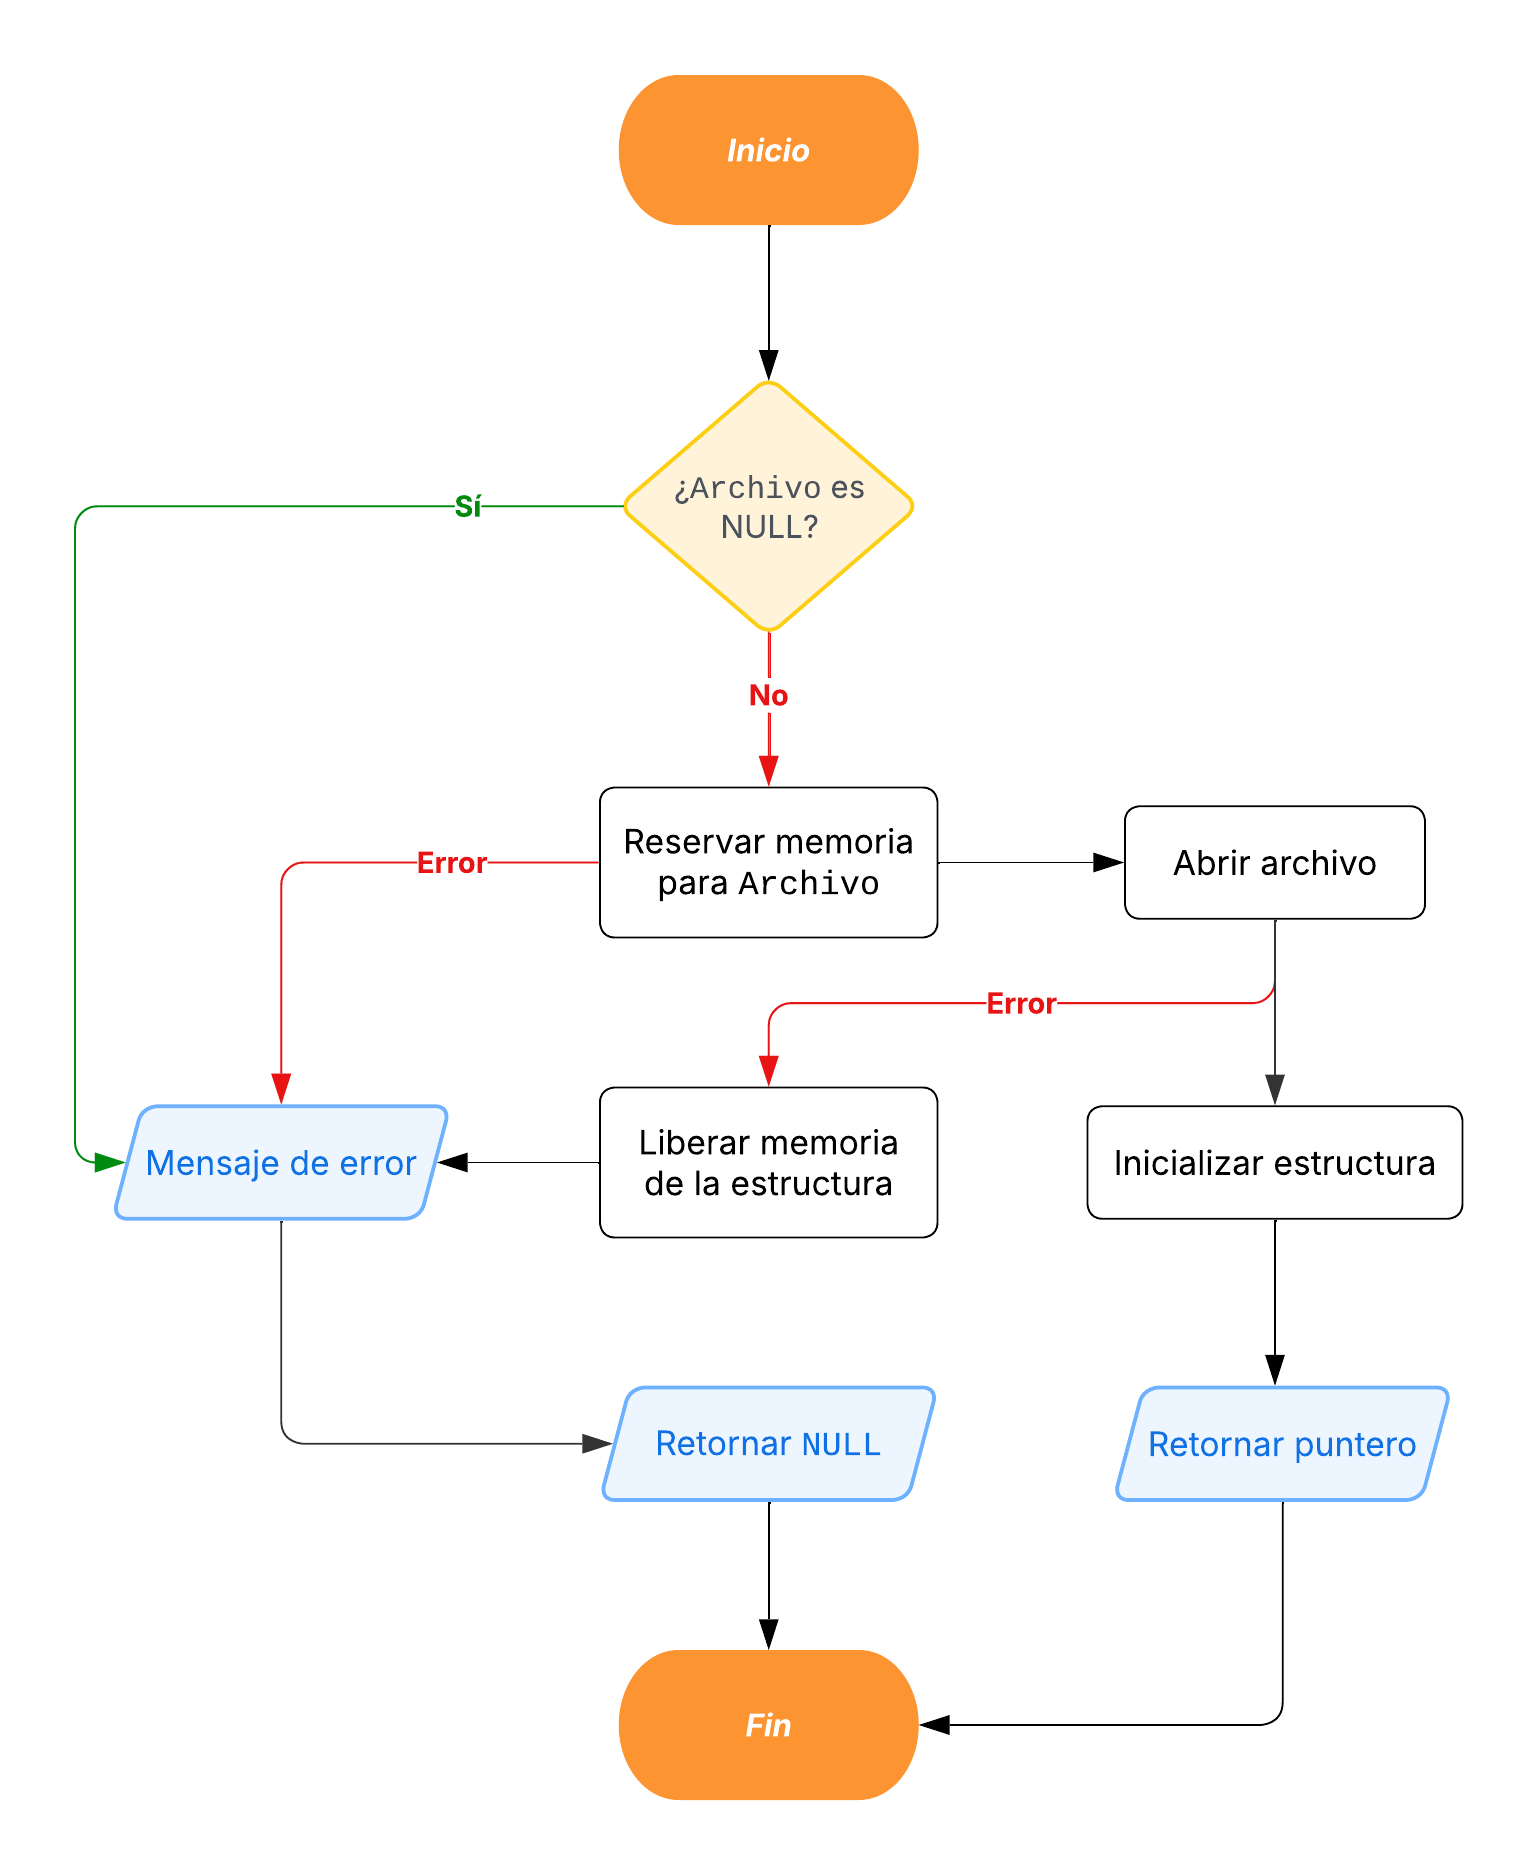 Inicio
¿Archivo es
NULL?
Sí
No
Reservar memoria
para Archivo
Abrir archivo
Error
Error
Mensaje de error
Liberar memoria
de la estructura
Inicializar estructura
Retornar NULL
Retornar puntero
Fin